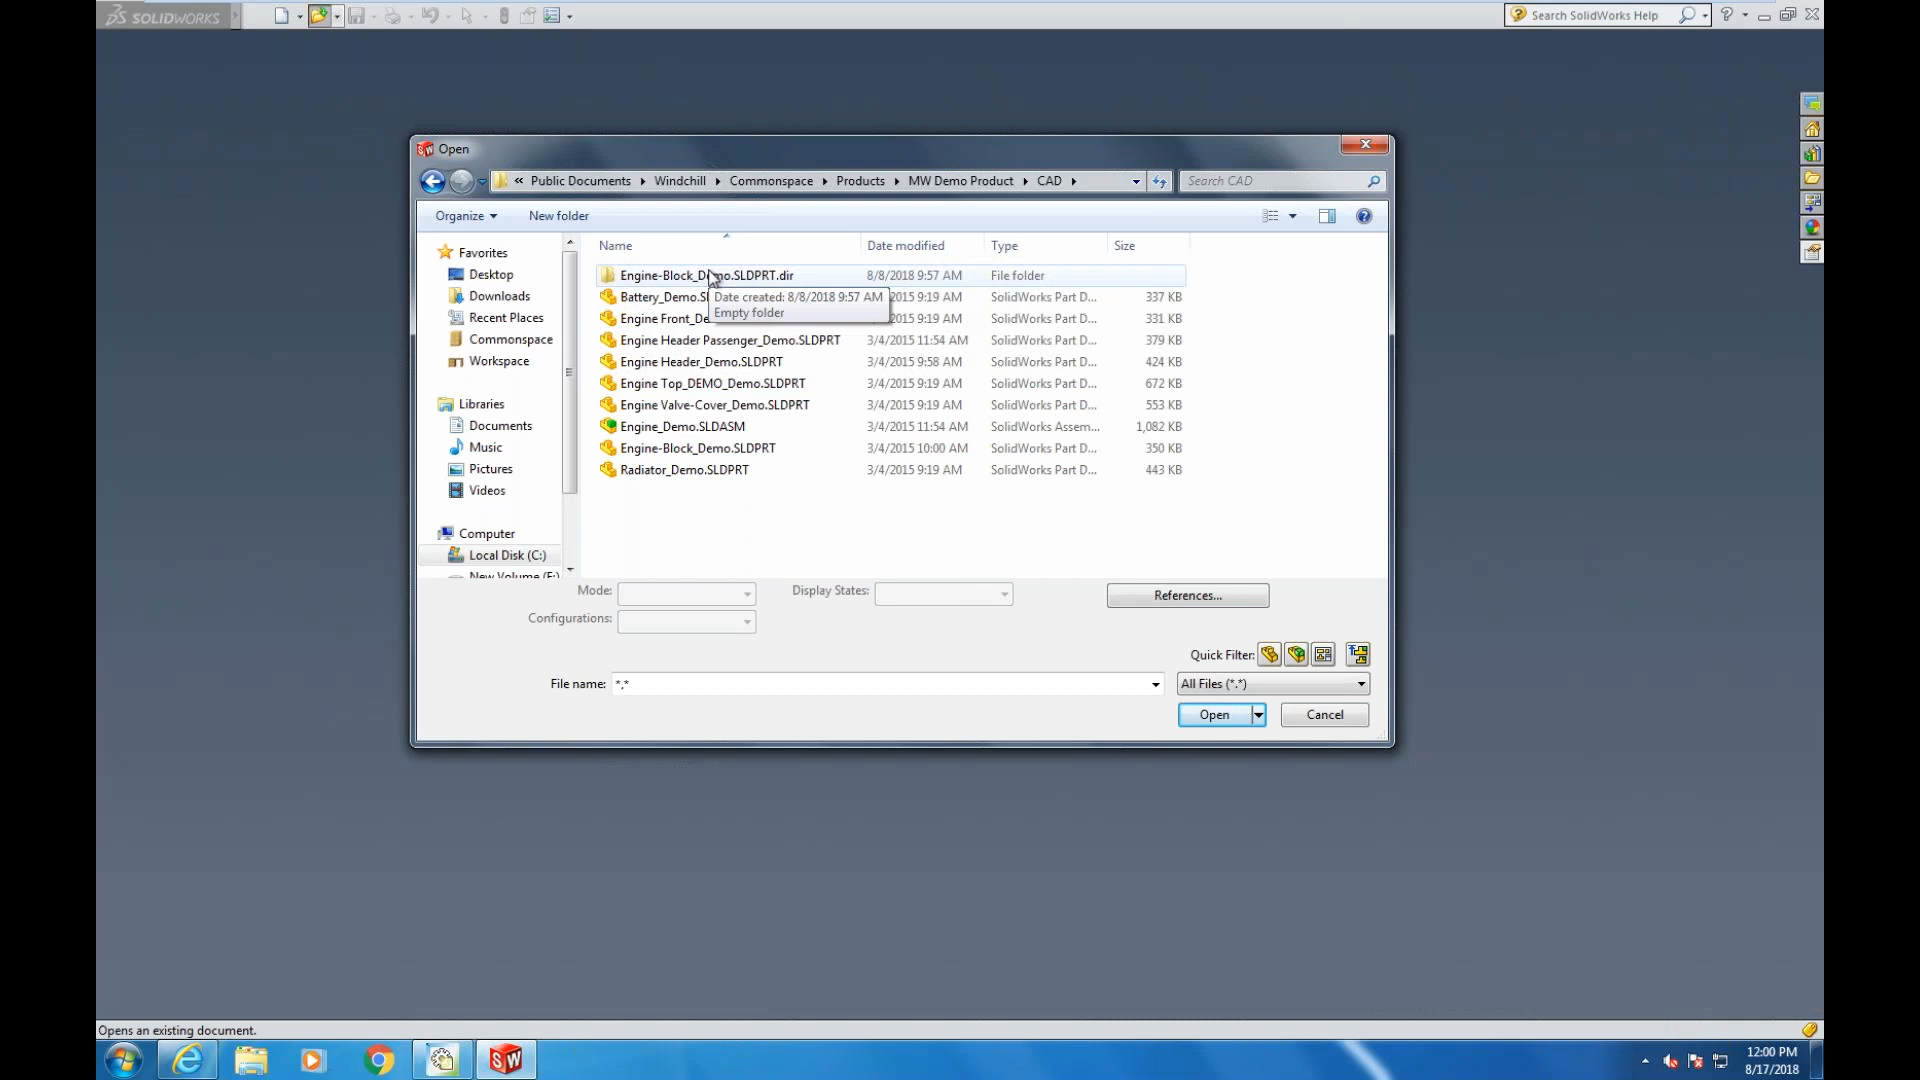 SOLIDWORKS
Search SolidWorks Help
Open
« Public Documents Windchill Commonspace Products MW Demo Product CAD
Search CAD
Organize New folder
Name Date modified Type Size
Favorites
Desktop
Downloads
Recent Places
Commonspace
Workspace
Libraries
Documents
Music
Pictures
Videos
Computer
Local Disk (C:)
New Volume (E:)
Engine-Block_Demo.SLDPRT.dir 8/8/2018 9:57 AM File folder
Battery_Demo.SL 2015 9:19 AM SolidWorks Part D... 337 KB
Date created: 8/8/2018 9:57 AM
Empty folder
Engine Front_De 2015 9:19 AM SolidWorks Part D... 331 KB
Engine Header Passenger_Demo.SLDPRT 3/4/2015 11:54 AM SolidWorks Part D... 379 KB
Engine Header_Demo.SLDPRT 3/4/2015 9:58 AM SolidWorks Part D... 424 KB
Engine Top_DEMO_Demo.SLDPRT 3/4/2015 9:19 AM SolidWorks Part D... 672 KB
Engine Valve-Cover_Demo.SLDPRT 3/4/2015 9:19 AM SolidWorks Part D... 553 KB
Engine_Demo.SLDASM 3/4/2015 11:54 AM SolidWorks Assem... 1,082 KB
Engine-Block_Demo.SLDPRT 3/4/2015 10:00 AM SolidWorks Part D... 350 KB
Radiator_Demo.SLDPRT 3/4/2015 9:19 AM SolidWorks Part D... 443 KB
Mode: Display States: References...
Configurations:
Quick Filter:
File name: *.* All Files (*.*)
Open Cancel
Opens an existing document.
12:00 PM
8/17/2018